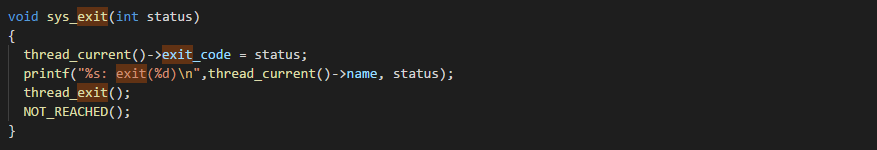 void sys_exit(int status)
{
  thread_current()->exit_code = status;
  printf("%s: exit(%d)\n",thread_current()->name, status);
  thread_exit();
  NOT_REACHED();
}